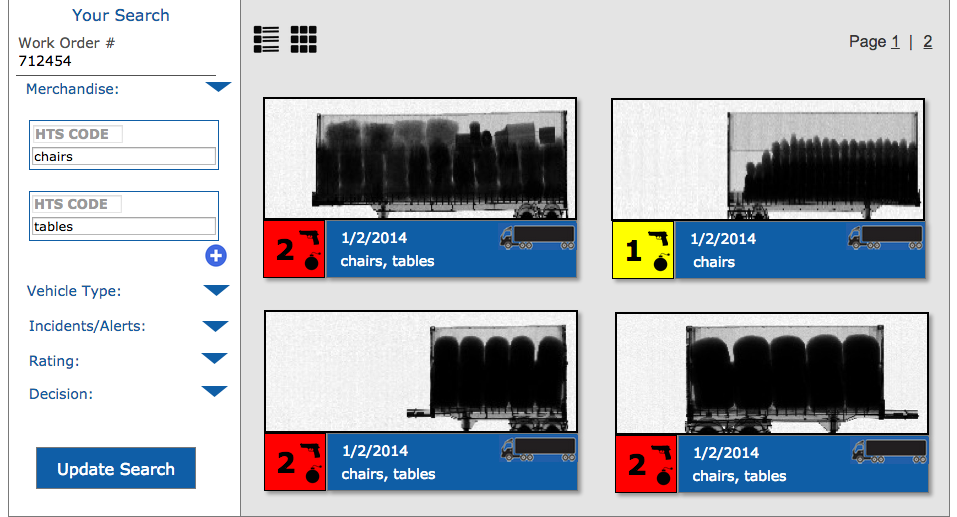 Your Search
Work Order #
712454
Merchandise:
HTS CODE
chairs
HTS CODE
tables
Vehicle Type:
Incidents/Alerts:
Rating:
Decision:
Update Search
Page 1 | 2
2
1/2/2014
chairs, tables
1
1/2/2014
chairs
2
1/2/2014
chairs, tables
2
1/2/2014
chairs, tables